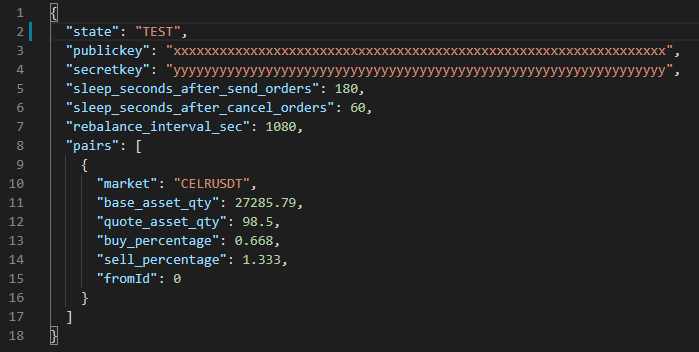 1 {
2 "state": "TEST",
3 "publickey": "xxxxxxxxxxxxxxxxxxxxxxxxxxxxxxxxxxxxxxxxxxxxxxxxxxxxxxxxxxxxxxxx",
4 "secretkey": "yyyyyyyyyyyyyyyyyyyyyyyyyyyyyyyyyyyyyyyyyyyyyyyyyyyyyyyyyyyyyyyy",
5 "sleep_seconds_after_send_orders": 180,
6 "sleep_seconds_after_cancel_orders": 60,
7 "rebalance_interval_sec": 1080,
8 "pairs": [
9 {
10 "market": "CELRUSDT",
11 "base_asset_qty": 27285.79,
12 "quote_asset_qty": 98.5,
13 "buy_percentage": 0.668,
14 "sell_percentage": 1.333,
15 "fromId": 0
16 }
17 ]
18 }